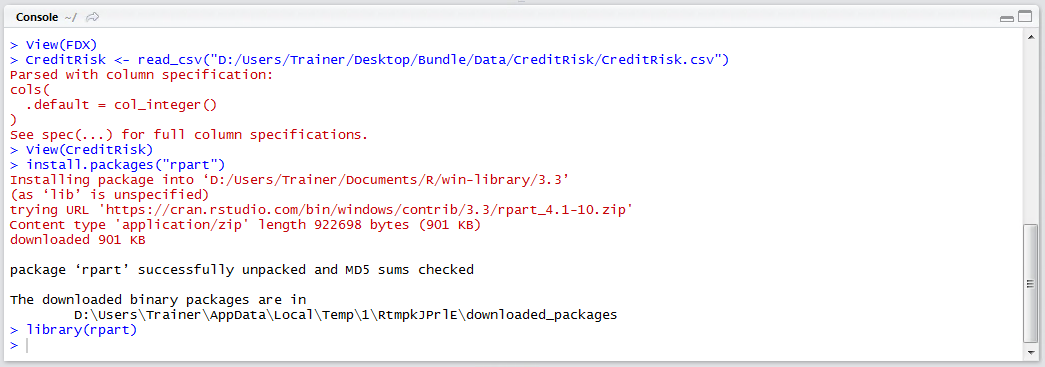 Console ~/
> View(FDX)
> CreditRisk <- read_csv("D:/Users/Trainer/Desktop/Bundle/Data/CreditRisk/CreditRisk.csv")
Parsed with column specification:
cols(
  .default = col_integer()
)
See spec(...) for full column specifications.
> View(CreditRisk)
> install.packages("rpart")
Installing package into ‘D:/Users/Trainer/Documents/R/win-library/3.3’
(as ‘lib’ is unspecified)
trying URL 'https://cran.rstudio.com/bin/windows/contrib/3.3/rpart_4.1-10.zip'
Content type 'application/zip' length 922698 bytes (901 KB)
downloaded 901 KB
package ‘rpart’ successfully unpacked and MD5 sums checked
The downloaded binary packages are in
        D:\Users\Trainer\AppData\Local\Temp\1\RtmpkJPrlE\downloaded_packages
> library(rpart)
>